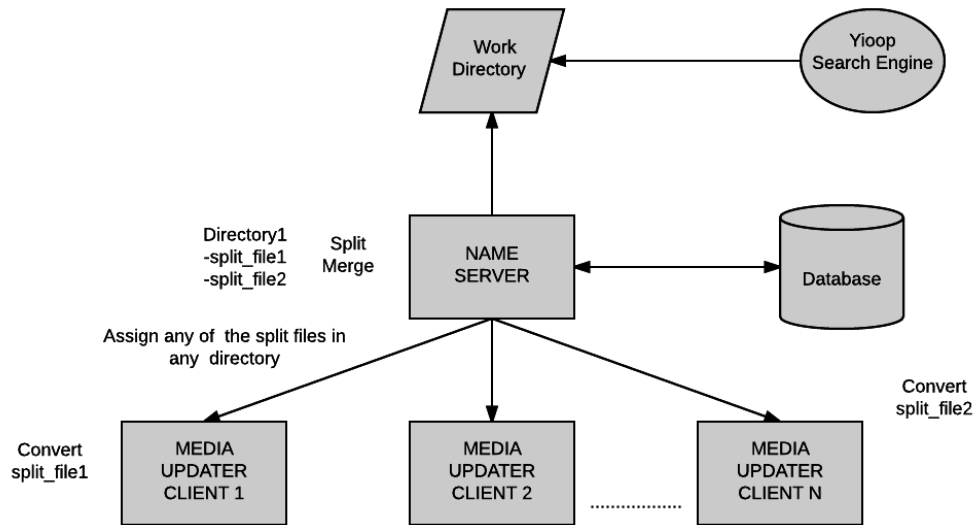 Work
Directory
Yioop
Search Engine
Directory1
-split_file1
-split_file2
Split
Merge
NAME
SERVER
Database
Assign any of the split files in
any directory
Convert
split_file2
Convert
split_file1
MEDIA
UPDATER
CLIENT 1
MEDIA
UPDATER
CLIENT 2
MEDIA
UPDATER
CLIENT N